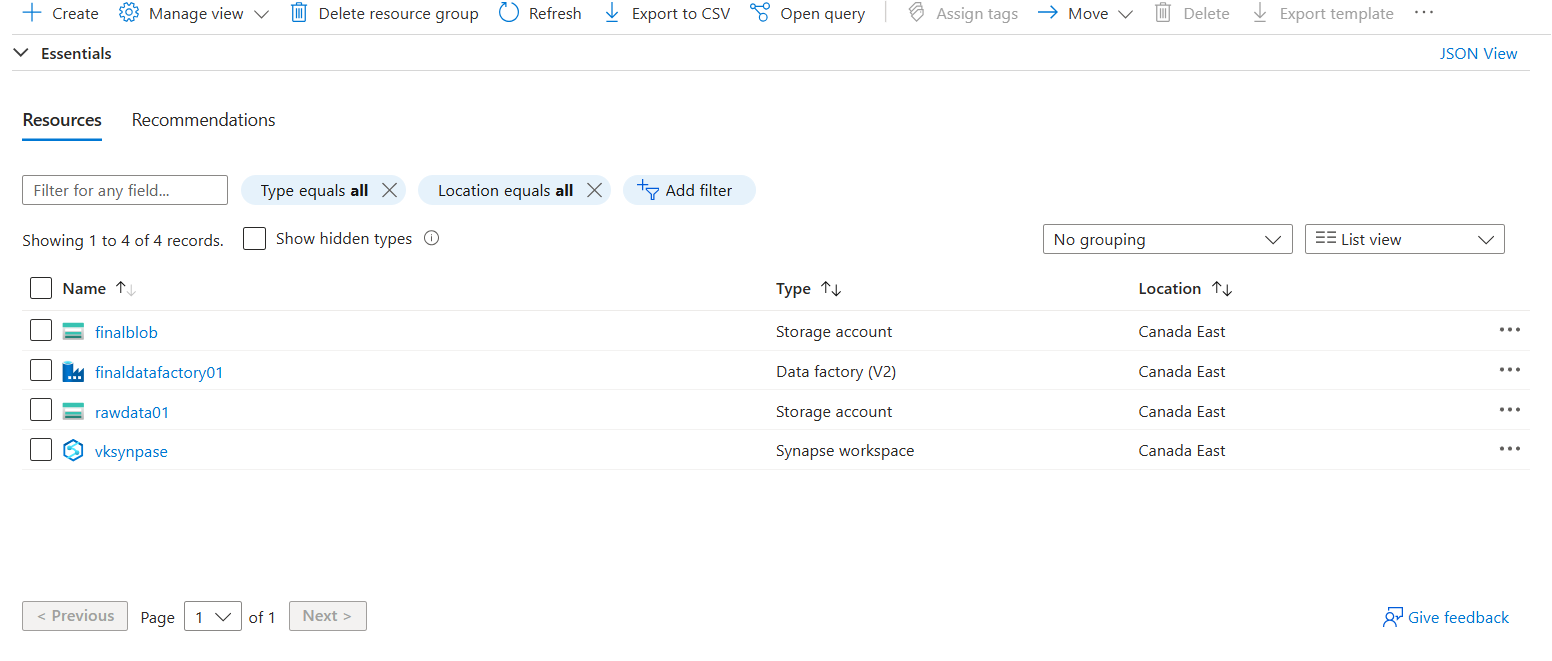 Create Manage view Delete resource group Refresh Export to CSV Open query Assign tags Move Delete Export template ...
Essentials JSON View
Resources Recommendations
Filter for any field... Type equals all Location equals all Add filter
Showing 1 to 4 of 4 records. Show hidden types No grouping List view
Name Type Location
finalblob Storage account Canada East ...
finaldatafactory01 Data factory (V2) Canada East ...
rawdata01 Storage account Canada East ...
vksynpase Synapse workspace Canada East ...
< Previous Page 1 of 1 Next > Give feedback